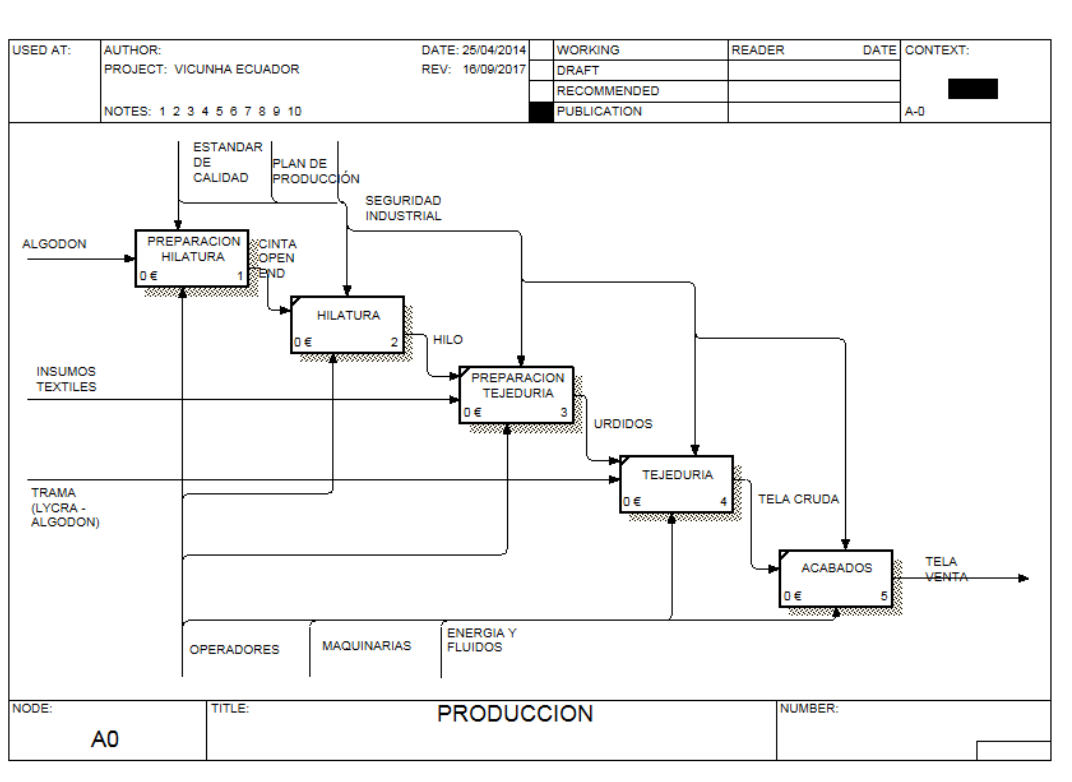 USED AT:
AUTHOR:
DATE: 25/04/2014
PROJECT: VICUNHA ECUADOR
REV: 16/09/2017
NOTES: 1 2 3 4 5 6 7 8 9 10
WORKING
DRAFT
RECOMMENDED
PUBLICATION
READER
DATE
CONTEXT:
A-0
ESTANDAR
DE
CALIDAD
PLAN DE
PRODUCCIÓN
SEGURIDAD
INDUSTRIAL
ALGODON
PREPARACION
HILATURA
0 €
1
CINTA
OPEN
END
HILATURA
0 €
2
HILO
INSUMOS
TEXTILES
PREPARACION
TEJEDURIA
0 €
3
URDIDOS
TRAMA
(LYCRA -
ALGODON)
TEJEDURIA
0 €
4
TELA CRUDA
ACABADOS
0 €
5
TELA
VENTA
OPERADORES
MAQUINARIAS
ENERGIA Y
FLUIDOS
NODE:
A0
TITLE:
PRODUCCION
NUMBER: